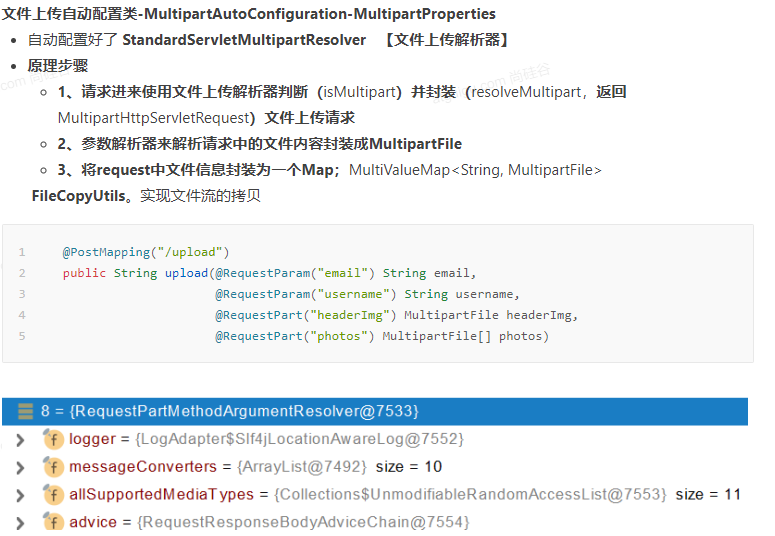 文件上传自动配置类-MultipartAutoConfiguration-MultipartProperties
自动配置好了 StandardServletMultipartResolver 【文件上传解析器】
原理步骤
1、请求进来使用文件上传解析器判断（isMultipart）并封装（resolveMultipart，返回
MultipartHttpServletRequest）文件上传请求
2、参数解析器来解析请求中的文件内容封装成MultipartFile
3、将request中文件信息封装为一个Map；MultiValueMap<String, MultipartFile>
FileCopyUtils。实现文件流的拷贝
1 @PostMapping("/upload")
2 public String upload(@RequestParam("email") String email,
3 @RequestParam("username") String username,
4 @RequestPart("headerImg") MultipartFile headerImg,
5 @RequestPart("photos") MultipartFile[] photos)
8 = {RequestPartMethodArgumentResolver@7533}
f logger = {LogAdapter$Slf4jLocationAwareLog@7552}
f messageConverters = {ArrayList@7492} size = 10
f allSupportedMediaTypes = {Collections$UnmodifiableRandomAccessList@7553} size = 11
f advice = {RequestResponseBodyAdviceChain@7554}